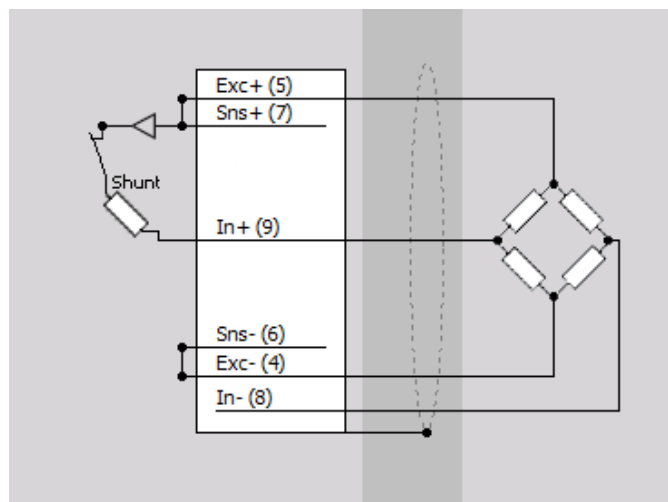 Exc+ (5)
Sns+ (7)
Shunt
In+ (9)
Sns- (6)
Exc- (4)
In- (8)